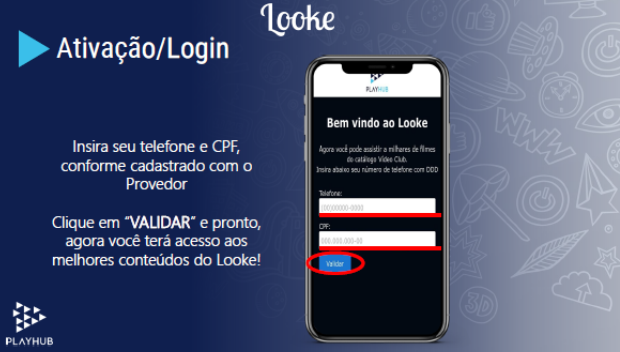 Looke
Ativação/Login
Insira seu telefone e CPF,
conforme cadastrado com o
Provedor
Clique em “VALIDAR” e pronto,
agora você terá acesso aos
melhores conteúdos do Looke!
PLAYHUB
PLAYHUB
Bem vindo ao Looke
Agora você pode assistir a milhares de filmes
do catálogo Vídeo Club.
Insira abaixo seu número de telefone com DDD
Telefone:
(00)00000-0000
CPF:
000.000.000-00
Validar
WWW
3D